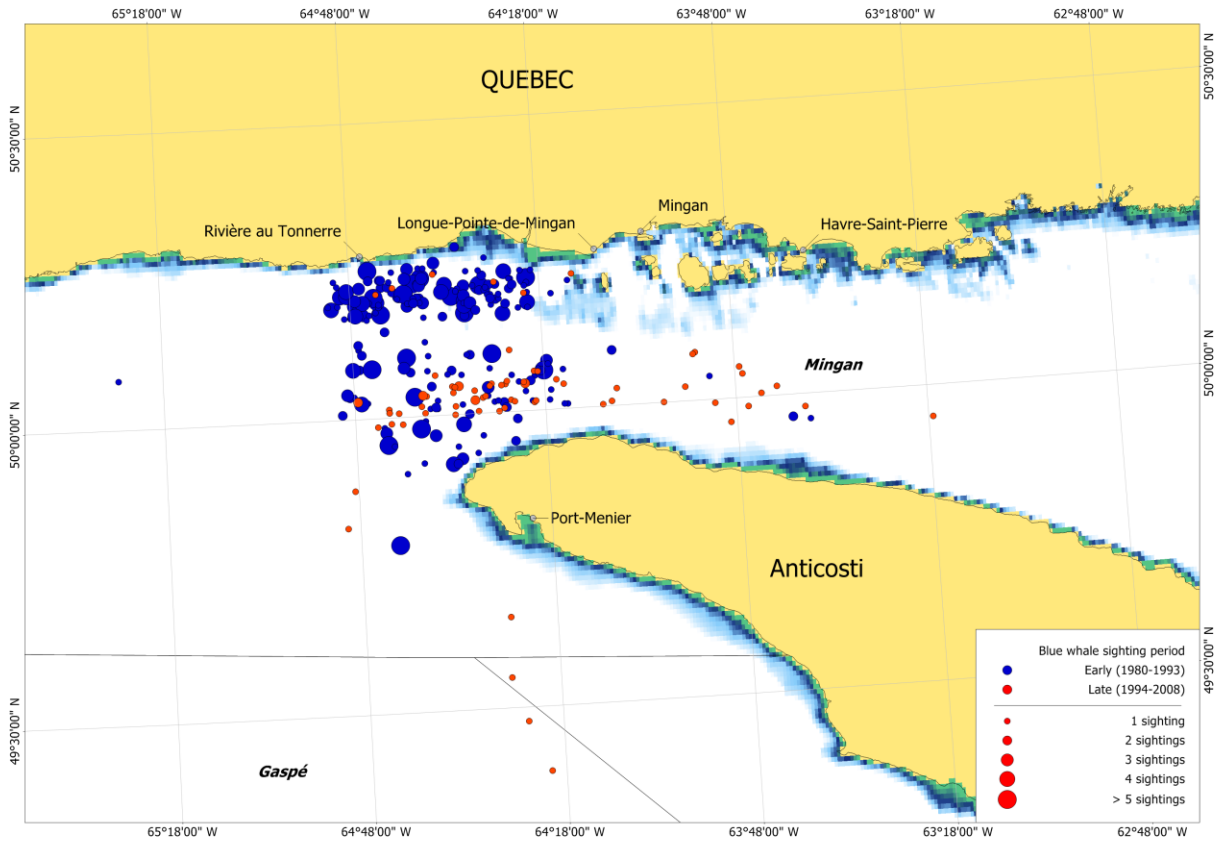 65°18'00" W
64°48'00" W
64°18'00" W
63°48'00" W
63°18'00" W
62°48'00" W
50°30'00" N
50°30'00" N
QUEBEC
Mingan
Longue-Pointe-de-Mingan
Rivière au Tonnerre
Havre-Saint-Pierre
Mingan
50°00'00" N
50°00'00" N
Port-Menier
Anticosti
49°30'00" N
49°30'00" N
Gaspé
Blue whale sighting period
Early (1980-1993)
Late (1994-2008)
1 sighting
2 sightings
3 sightings
4 sightings
> 5 sightings
65°18'00" W
64°48'00" W
64°18'00" W
63°48'00" W
63°18'00" W
62°48'00" W